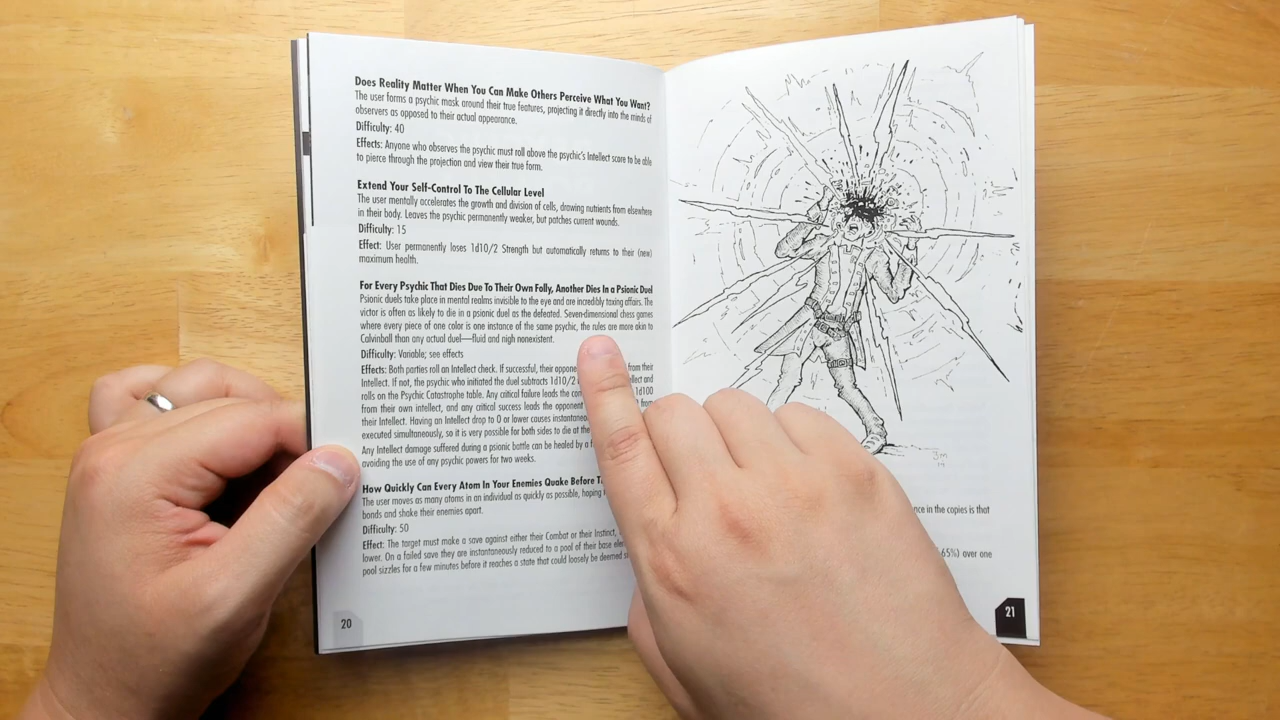 Does Reality Matter When You Can Make Others Perceive What You Want?
The user forms a psychic mask around their true features, projecting it directly into the minds of
observers as opposed to their actual appearance.
Difficulty: 40
Effects: Anyone who observes the psychic must roll above the psychic's Intellect score to be able
to pierce through the projection and view their true form.
Extend Your Self-Control To The Cellular Level
The user mentally accelerates the growth and division of cells, drawing nutrients from elsewhere
in their body. Leaves the psychic permanently weaker, but patches current wounds.
Difficulty: 15
Effect: User permanently loses 1d10/2 Strength but automatically returns to their (new)
maximum health.
For Every Psychic That Dies Due To Their Own Folly, Another Dies In a Psionic Duel
Psionic duels take place in mental realms invisible to the eye and are incredibly taxing affairs. The
victor is often as likely to die in a psionic duel as the defeated. Seven-dimensional chess games
where every piece of one color is one instance of the same psychic, the rules are more akin to
Calvinball than any actual duel—fluid and nigh nonexistent.
Difficulty: Variable; see effects
Effects: Both parties roll an Intellect check. If successful, their oppone from their
Intellect. If not, the psychic who initiated the duel subtracts 1d10/2 ellect and
rolls on the Psychic Catastrophe table. Any critical failure leads the con 1d100
from their own intellect, and any critical success leads the opponent from
their Intellect. Having an Intellect drop to 0 or lower causes instantaneo
executed simultaneously, so it is very possible for both sides to die at the
Any Intellect damage suffered during a psionic battle can be healed by a f
avoiding the use of any psychic powers for two weeks.
How Quickly Can Every Atom In Your Enemies Quake Before T
The user moves as many atoms in an individual as quickly as possible, hoping
bonds and shake their enemies apart.
Difficulty: 50
Effect: The target must make a save against either their Combat or their Instinct,
lower. On a failed save they are instantaneously reduced to a pool of their base ele
pool sizzles for a few minutes before it reaches a state that could loosely be deemed s
20
nce in the copies is that
65%) over one
21